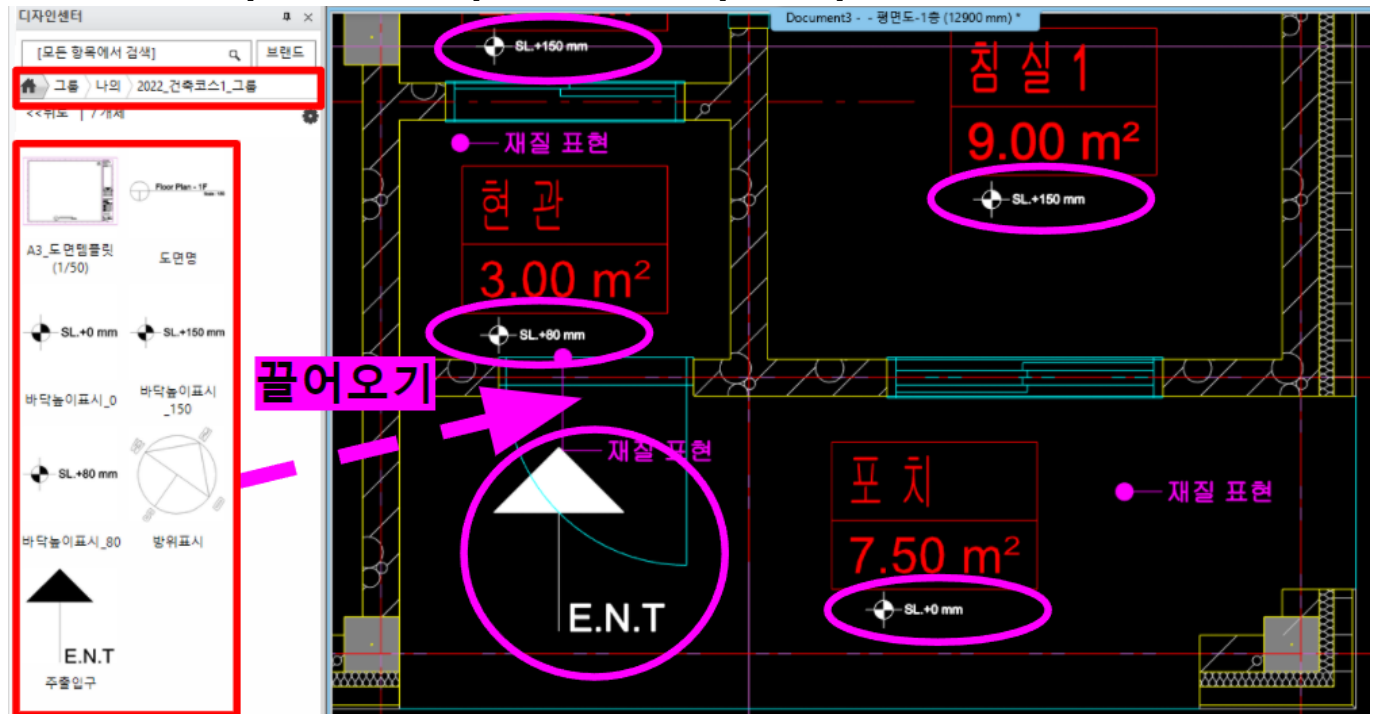 디자인센터
[모든 항목에서 검색]
브랜드
그룹 나의 2022_건축코스1_그룹
<<뒤로 | 7개체
Floor Plan - 1F
A3_도면템플릿
(1/50)
도면명
SL.+0 mm
SL.+150 mm
바닥높이표시_0
바닥높이표시
_150
SL.+80 mm
바닥높이표시_80
방위표시
E.N.T
주출입구
끌어오기
Document3 - - 평면도-1층 (12900 mm) *
SL.+150 mm
침실1
9.00 m²
SL.+150 mm
재질 표현
현관
3.00 m²
SL.+80 mm
재질 표현
E.N.T
포치
7.50 m²
SL.+0 mm
재질 표현